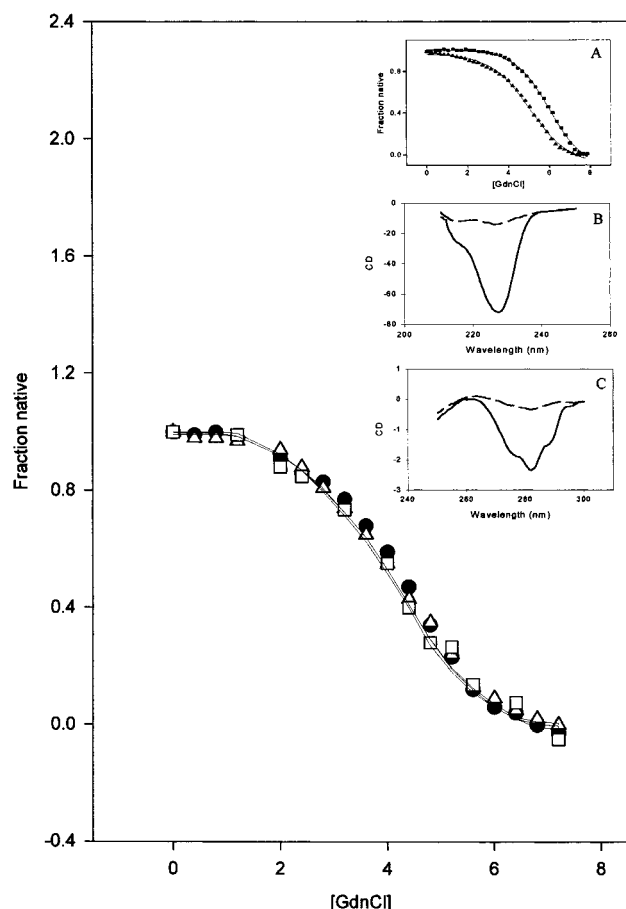 2.4
2.0
1.6
1.2
0.8
0.4
0.0
-0.4
Fraction native
0 2 4 6 8
[GdnCl]
A
0.8
0.4
0.0
Fraction native
0 2 4 6 8
[GdnCl]
B
0
-20
-40
-60
-80
CD
200 220 240 260
Wavelength (nm)
C
1
0
-1
-2
-3
CD
240 260 280 300
Wavelength (nm)